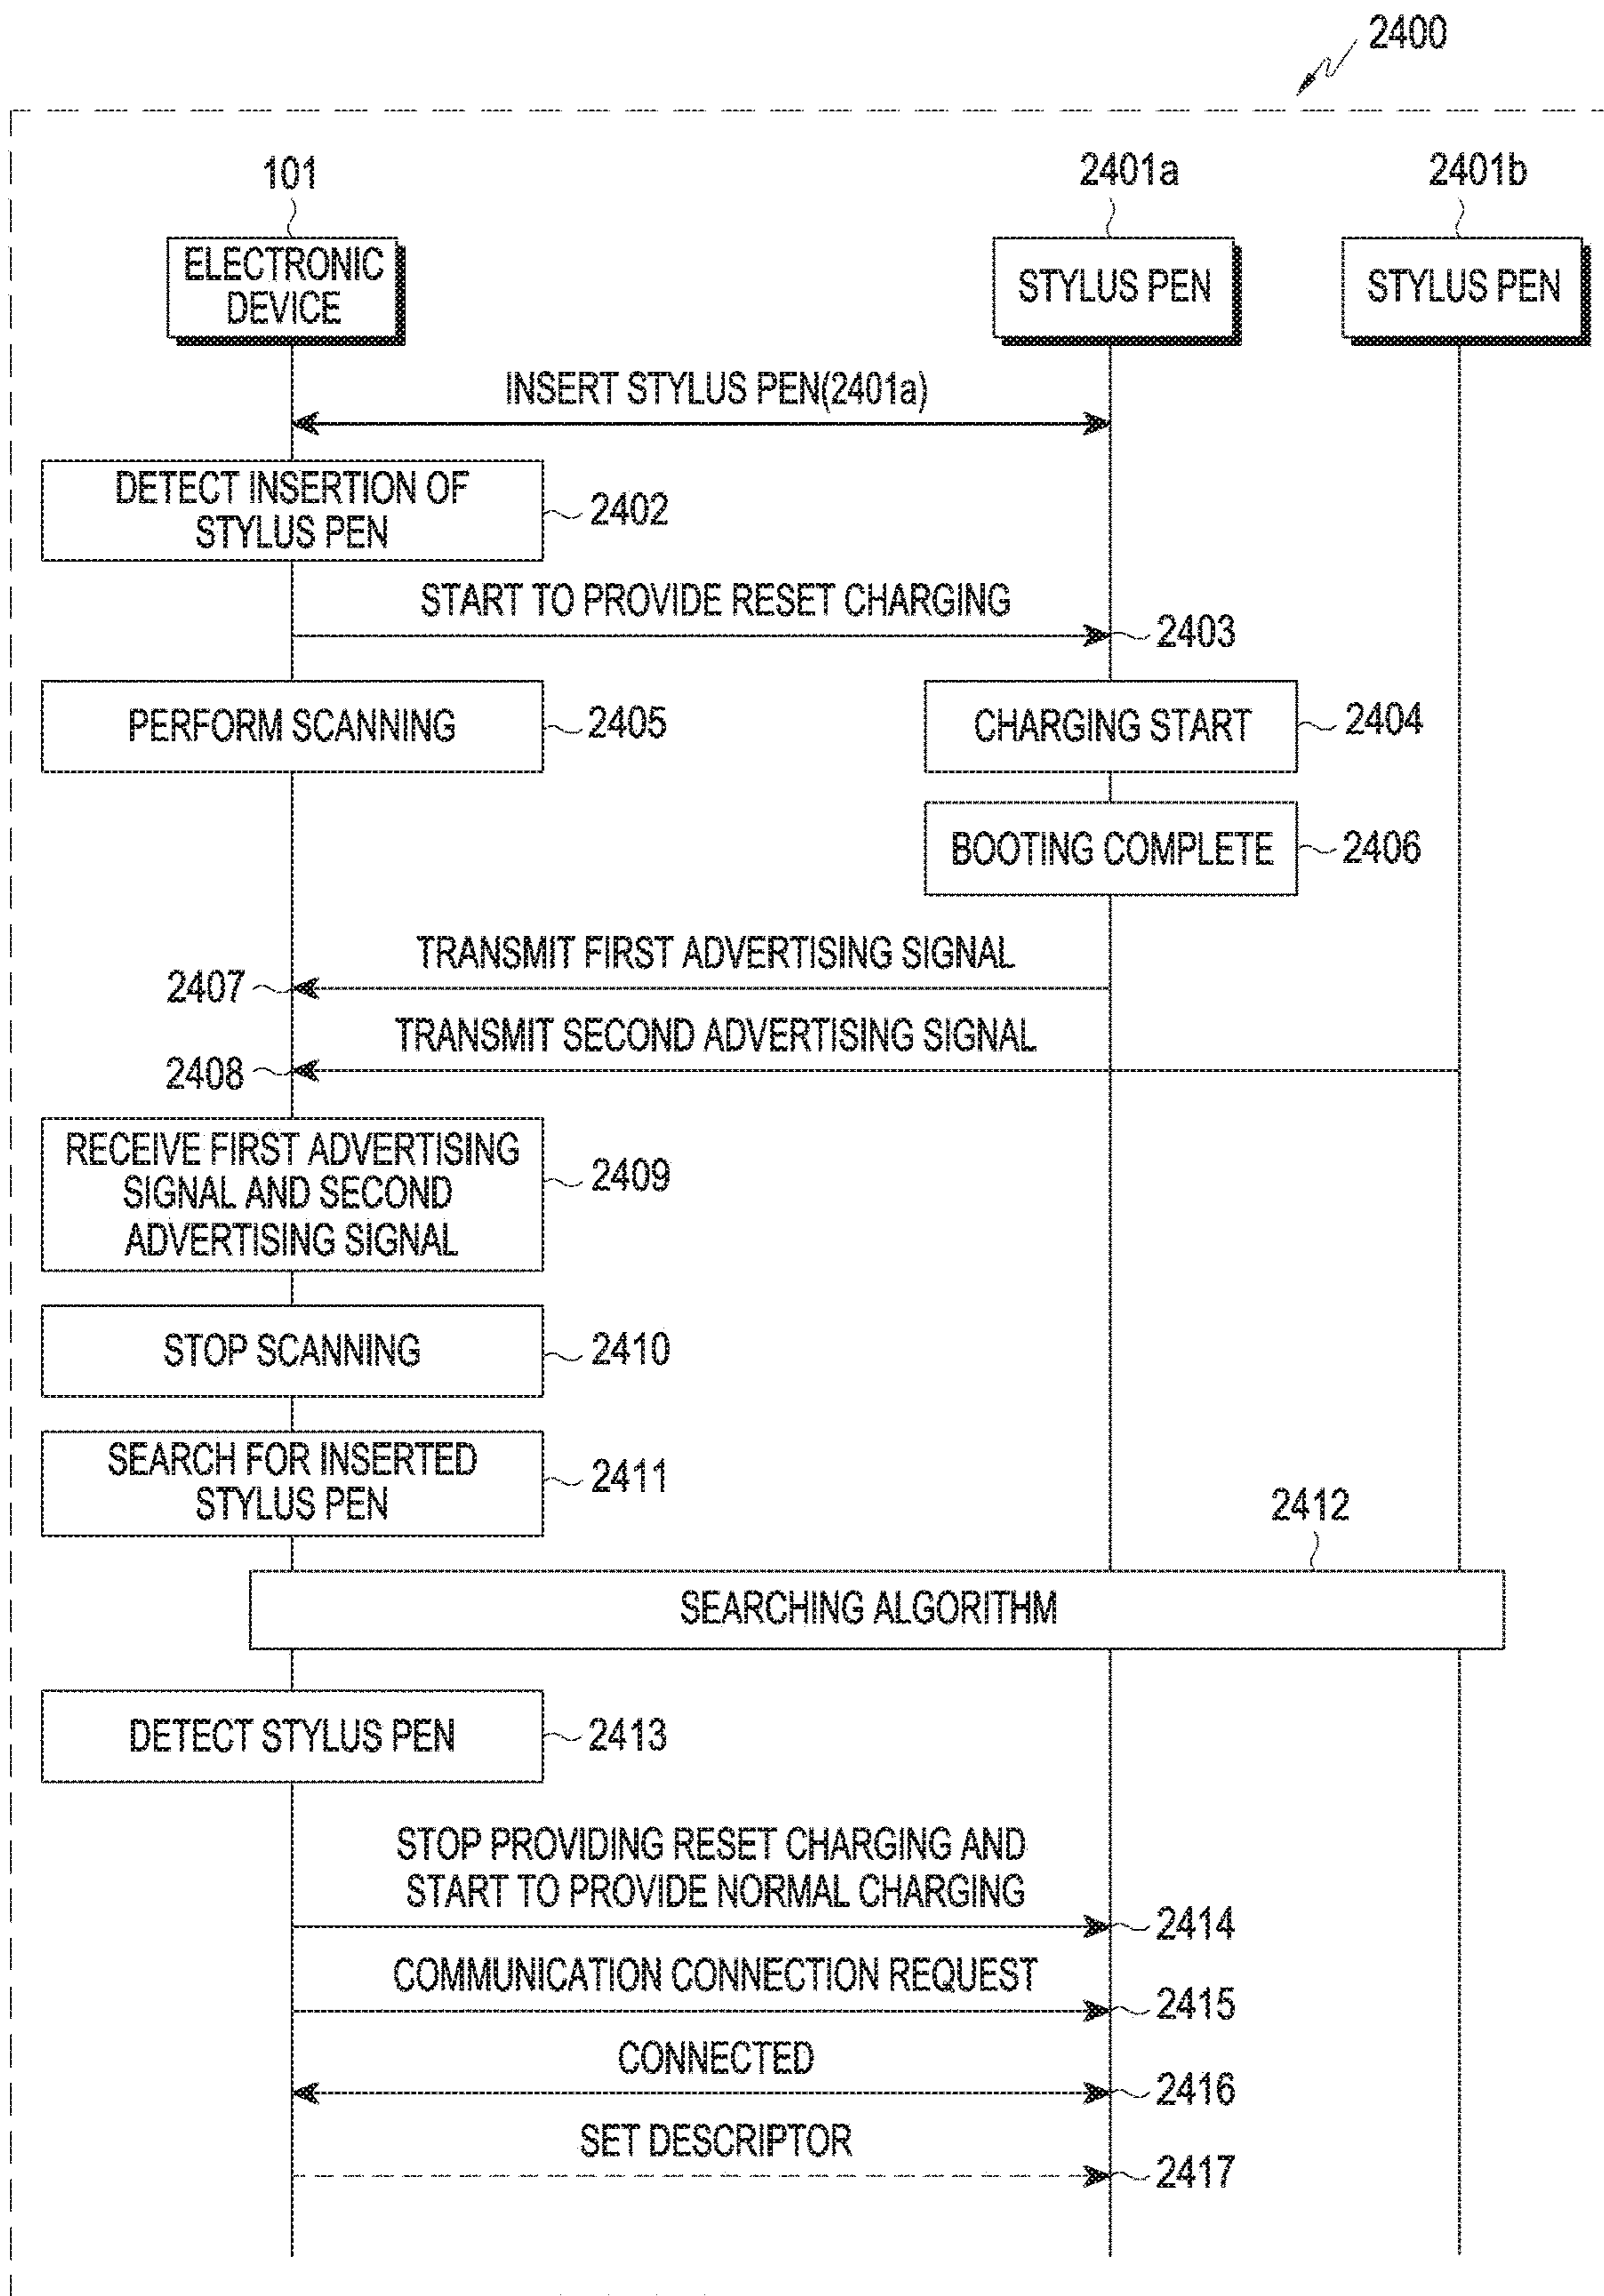 2400
101
2401a
2401b
ELECTRONIC
DEVICE
STYLUS PEN
STYLUS PEN
INSERT STYLUS PEN(2401a)
DETECT INSERTION OF
STYLUS PEN
2402
START TO PROVIDE RESET CHARGING
2403
PERFORM SCANNING
2405
CHARGING START
2404
BOOTING COMPLETE
2406
TRANSMIT FIRST ADVERTISING SIGNAL
2407
TRANSMIT SECOND ADVERTISING SIGNAL
2408
RECEIVE FIRST ADVERTISING
SIGNAL AND SECOND
ADVERTISING SIGNAL
2409
STOP SCANNING
2410
SEARCH FOR INSERTED
STYLUS PEN
2411
2412
SEARCHING ALGORITHM
DETECT STYLUS PEN
2413
STOP PROVIDING RESET CHARGING AND
START TO PROVIDE NORMAL CHARGING
2414
COMMUNICATION CONNECTION REQUEST
2415
CONNECTED
2416
SET DESCRIPTOR
2417